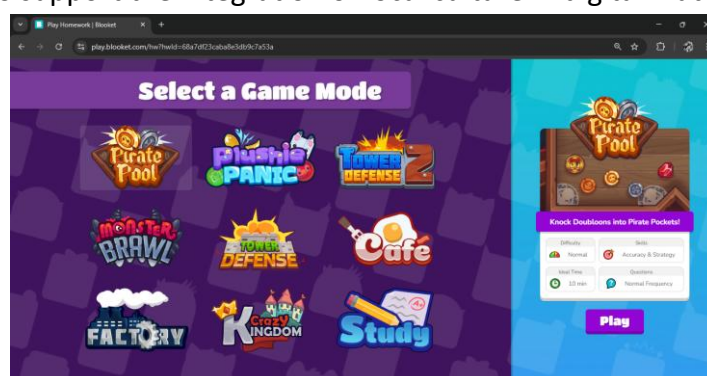 Play Homework | Blooket
play.blooket.com/hw?hwId=68a7df23caba8e3db9c7a53a
Select a Game Mode
Pirate Pool
Plushie PANIC
TOWER DEFENSE 2
MONSTER BRAWL
TOWER DEFENSE
Café
FACTORY
Crazy KINGDOM
Study
A+
Pirate Pool
Knock Doubloons into Pirate Pockets!
Difficulty
Normal
Skills
Accuracy & Strategy
Ideal Time
10 min
Questions
Normal Frequency
Play